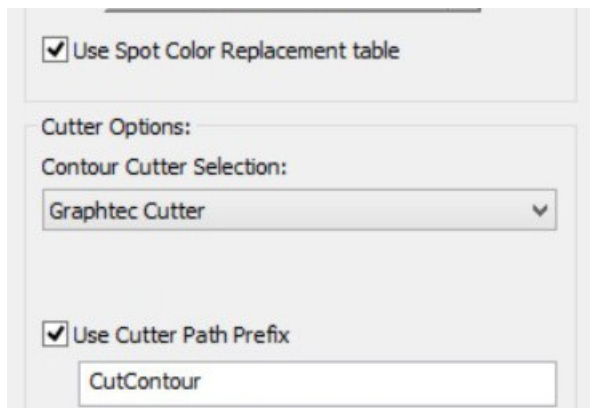 Use Spot Color Replacement table
Cutter Options:
Contour Cutter Selection:
Graphtec Cutter
Use Cutter Path Prefix
CutContour